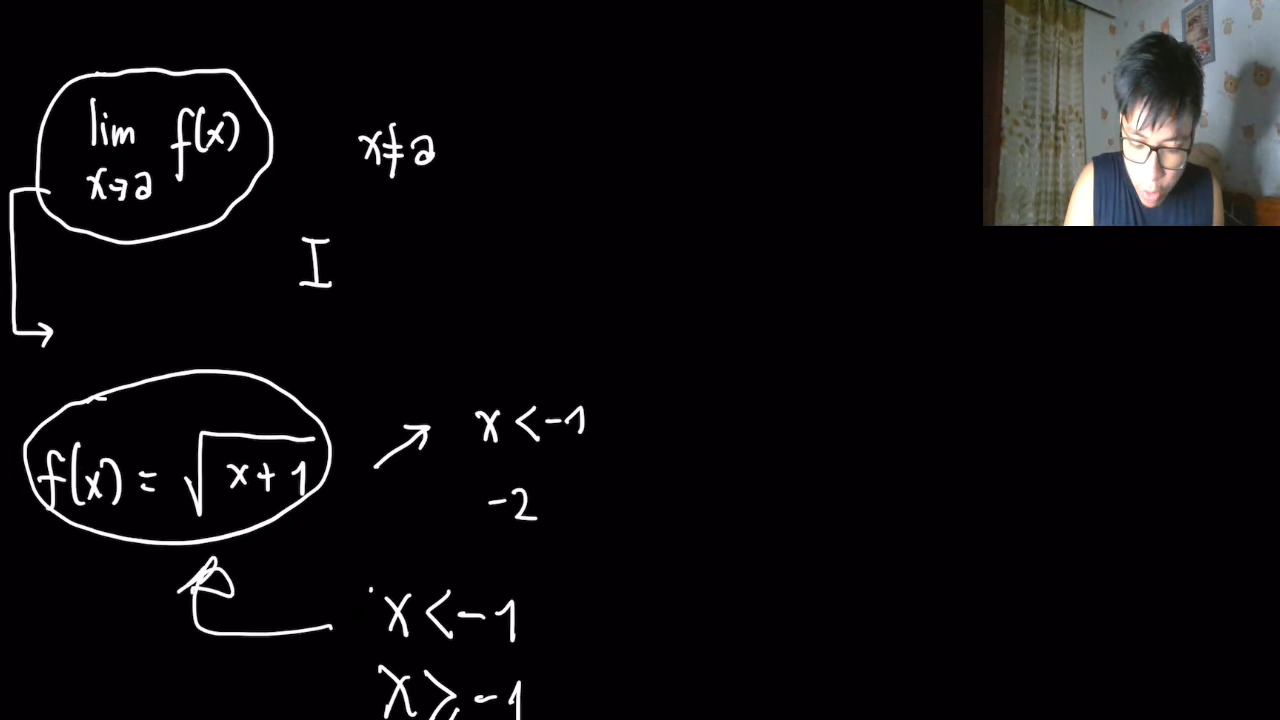 lim f(x)
x→a
x≠a
I
f(x) = √x+1
x < -1
-2
x < -1
x ⩾ -1